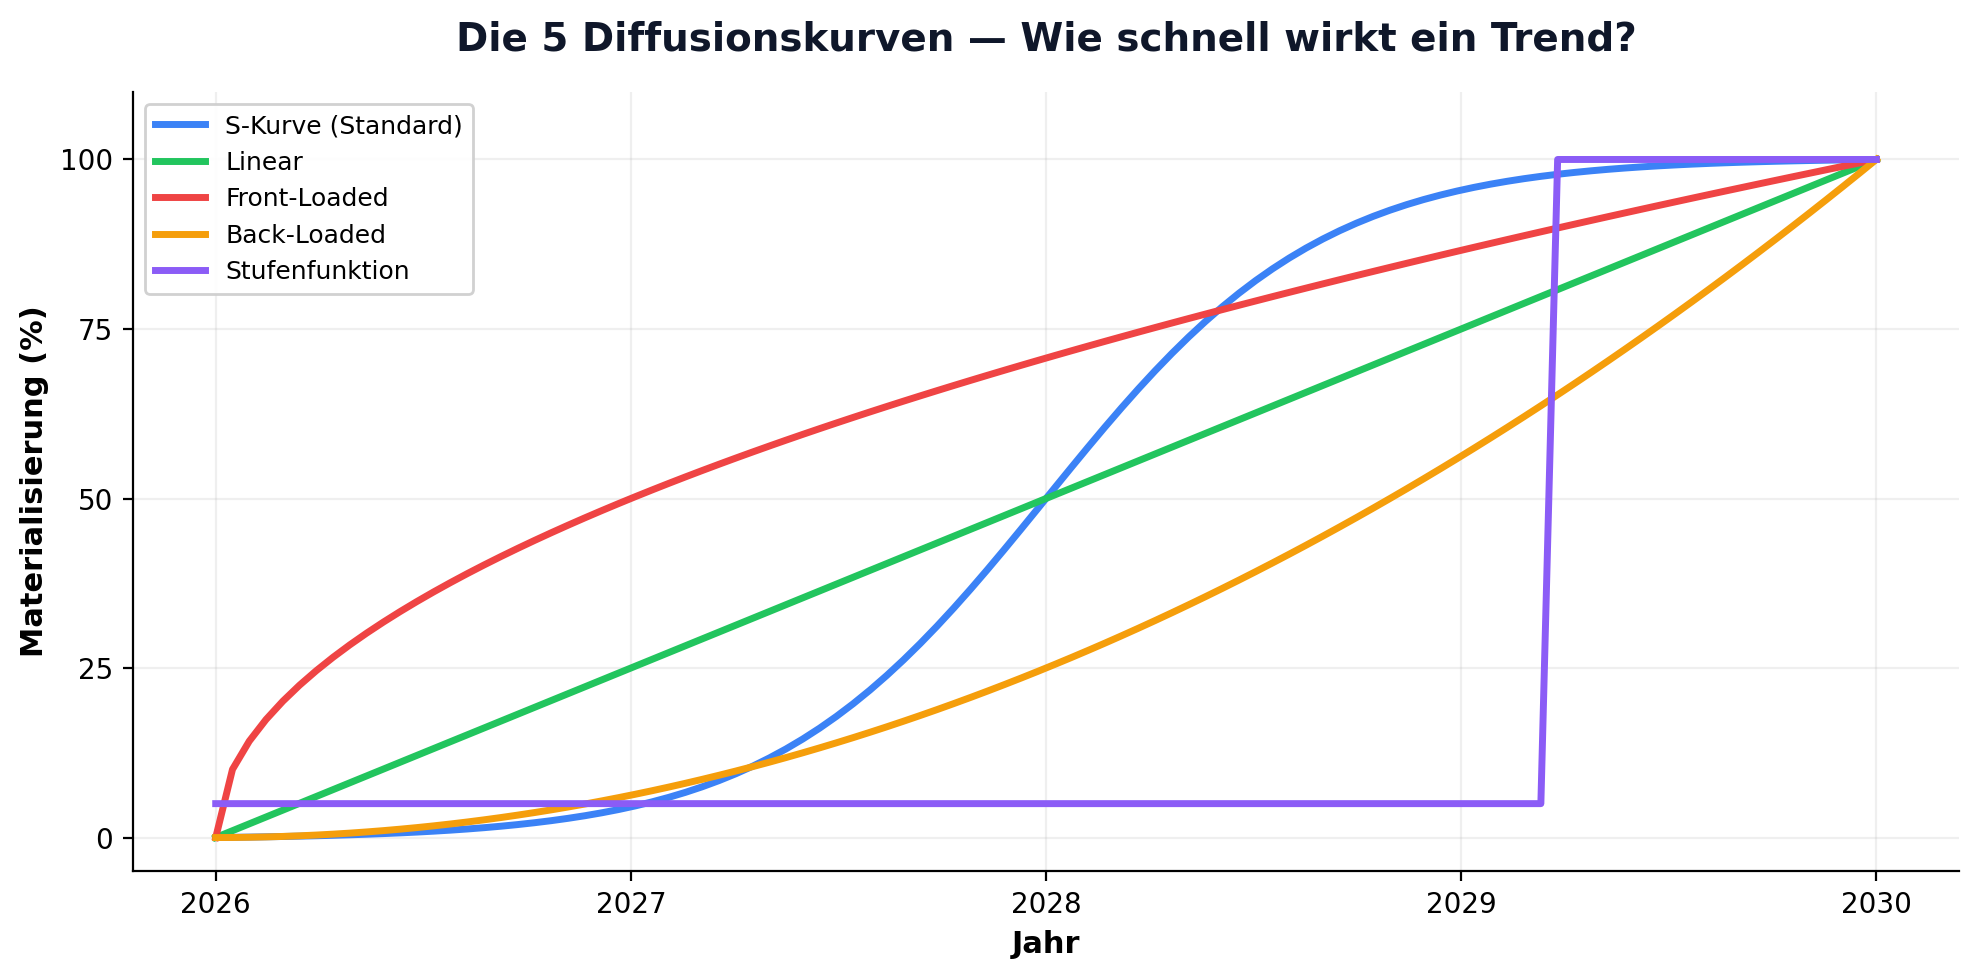 Die 5 Diffusionskurven — Wie schnell wirkt ein Trend?
S-Kurve (Standard)
Linear
Front-Loaded
Back-Loaded
Stufenfunktion
Materialisierung (%)
100
75
50
25
0
2026 2027 2028 2029 2030
Jahr